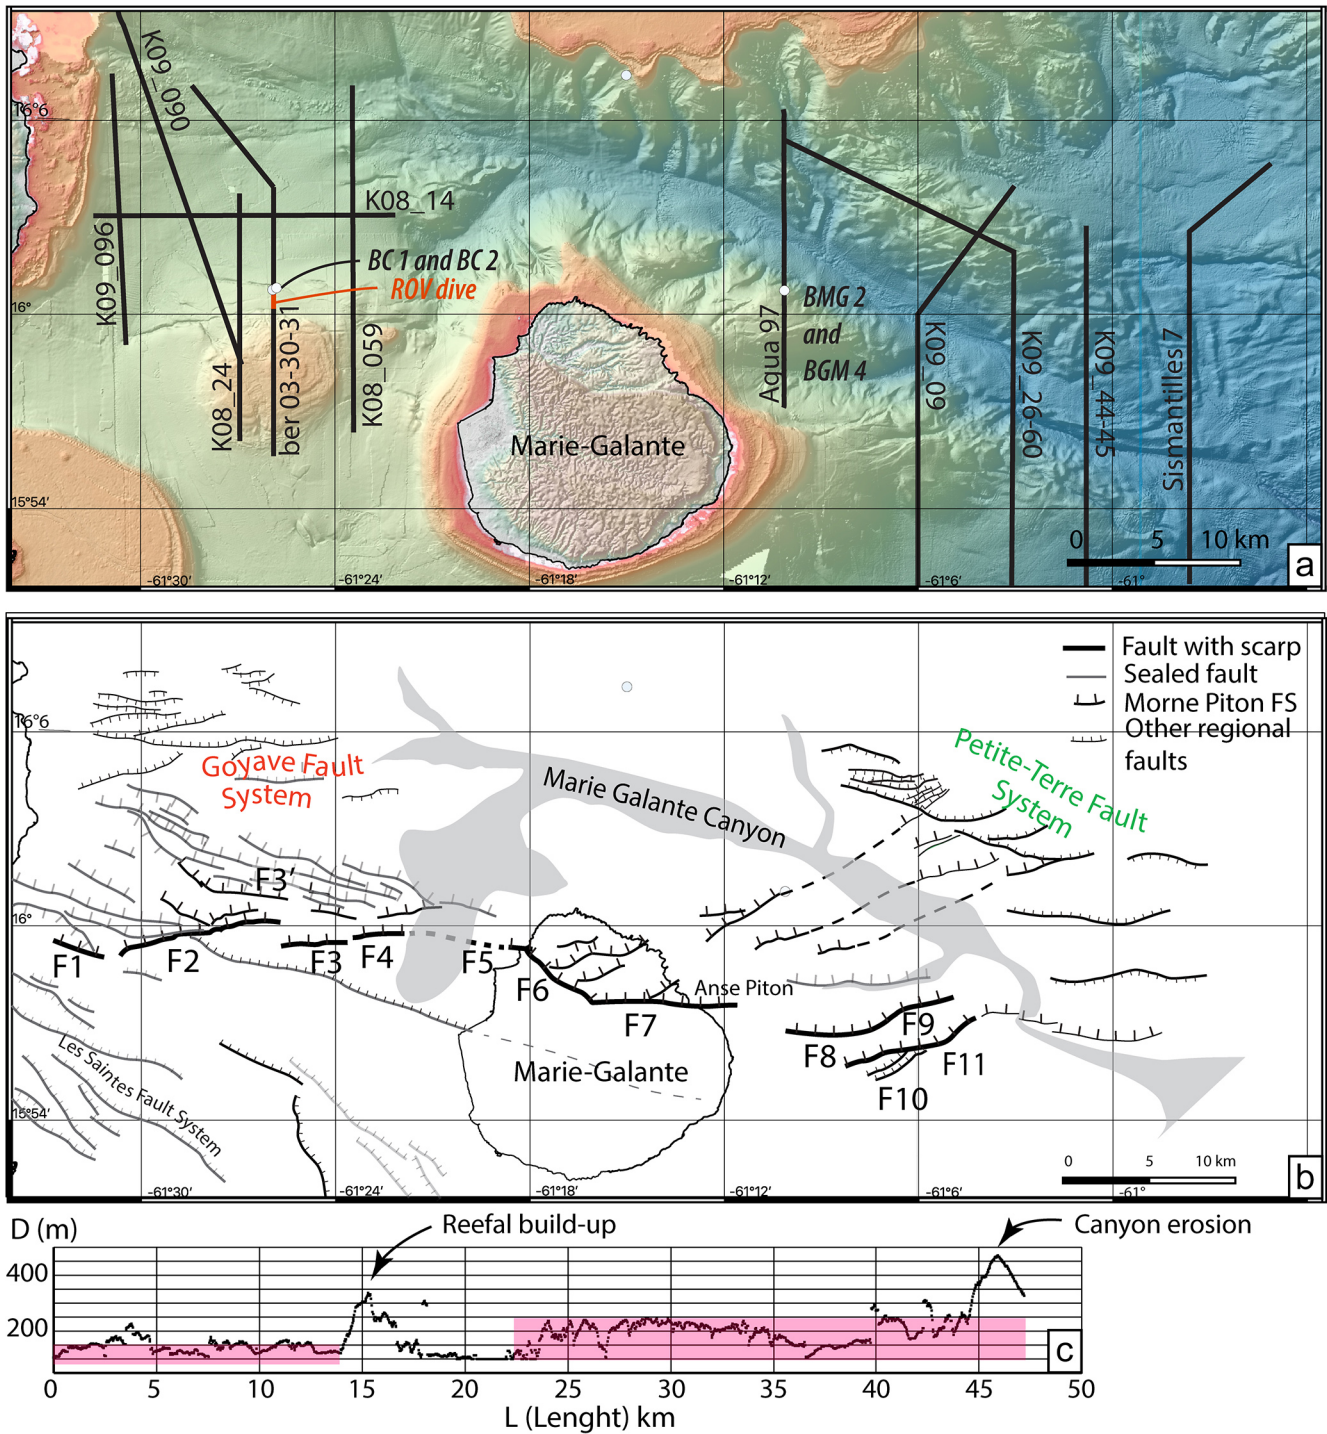 K09_090
16°6
K08_14
K09_096
BC 1 and BC 2
ROV dive
16°
BMG 2
and
BGM 4
Aqua 97
K08_24
ber 03-30-31
K08_059
K09_09
K09_26-60
K09_44-45
Sismantilles 7
Marie-Galante
15°54'
0 5 10 km
-61°30' -61°24' -61°18' -61°12' -61°6' -61°
a
Fault with scarp
Sealed fault
Morne Piton FS
Other regional
faults
16°6
Goyave Fault
System
Petite-Terre Fault
System
Marie Galante Canyon
F3'
16°
F1 F2 F3 F4 F5
F6
F7
Anse Piton
F8
F9
F10
F11
Marie-Galante
Les Saintes Fault System
15°54'
0 5 10 km
-61°30' -61°24' -61°18' -61°12' -61°6' -61°
b
D (m)
Reefal build-up
Canyon erosion
400
200
c
0 5 10 15 20 25 30 35 40 45 50
L (Lenght) km